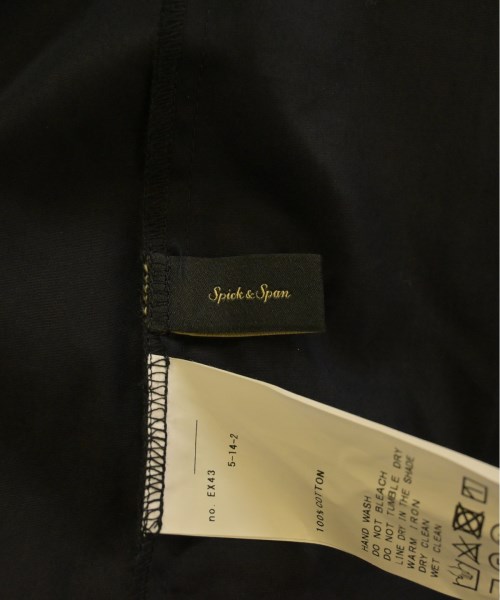 Spick & Span
no. EX43
5-14-2
100% COTTON
HAND WASH
DO NOT BLEACH
DO NOT TUMBLE DRY
LINE DRY IN THE SHADE
WARM IRON
DRY CLEAN
WET CLEAN